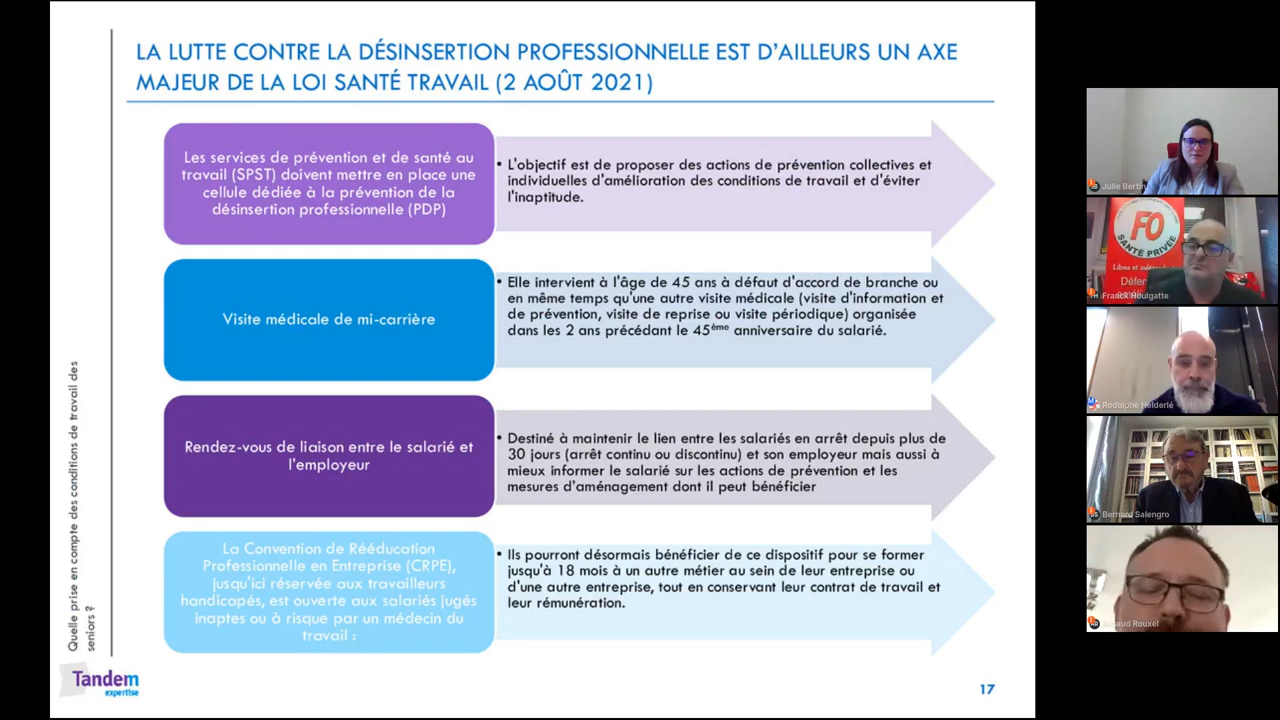 LA LUTTE CONTRE LA DÉSINSERTION PROFESSIONNELLE EST D'AILLEURS UN AXE
MAJEUR DE LA LOI SANTÉ TRAVAIL (2 AOÛT 2021)
Les services de prévention et de santé au
travail (SPST) doivent mettre en place une
cellule dédiée à la prévention de la
désinsertion professionnelle (PDP)
• L'objectif est de proposer des actions de prévention collectives et
individuelles d'amélioration des conditions de travail et d'éviter
l'inaptitude.
Visite médicale de mi-carrière
• Elle intervient à l'âge de 45 ans à défaut d'accord de branche ou
en même temps qu'une autre visite médicale (visite d'information et
de prévention, visite de reprise ou visite périodique) organisée
dans les 2 ans précédant le 45ème anniversaire du salarié.
Rendez-vous de liaison entre le salarié et
l'employeur
• Destiné à maintenir le lien entre les salariés en arrêt depuis plus de
30 jours (arrêt continu ou discontinu) et son employeur mais aussi à
mieux informer le salarié sur les actions de prévention et les
mesures d'aménagement dont il peut bénéficier
La Convention de Rééducation
Professionnelle en Entreprise (CRPE),
jusqu'ici réservée aux travailleurs
handicapés, est ouverte aux salariés jugés
inaptes ou à risque par un médecin du
travail :
• Ils pourront désormais bénéficier de ce dispositif pour se former
jusqu'à 18 mois à un autre métier au sein de leur entreprise ou
d'une autre entreprise, tout en conservant leur contrat de travail et
leur rémunération.
Quelle prise en compte des conditions de travail des
seniors ?
Tandem
expertise
17
Julie Bertin
FO
SANTÉ PRIVÉE
Libres et
Défen
Franck Houlgatte
Rodolphe Helderlé
Bernard Salengro
Rouxel